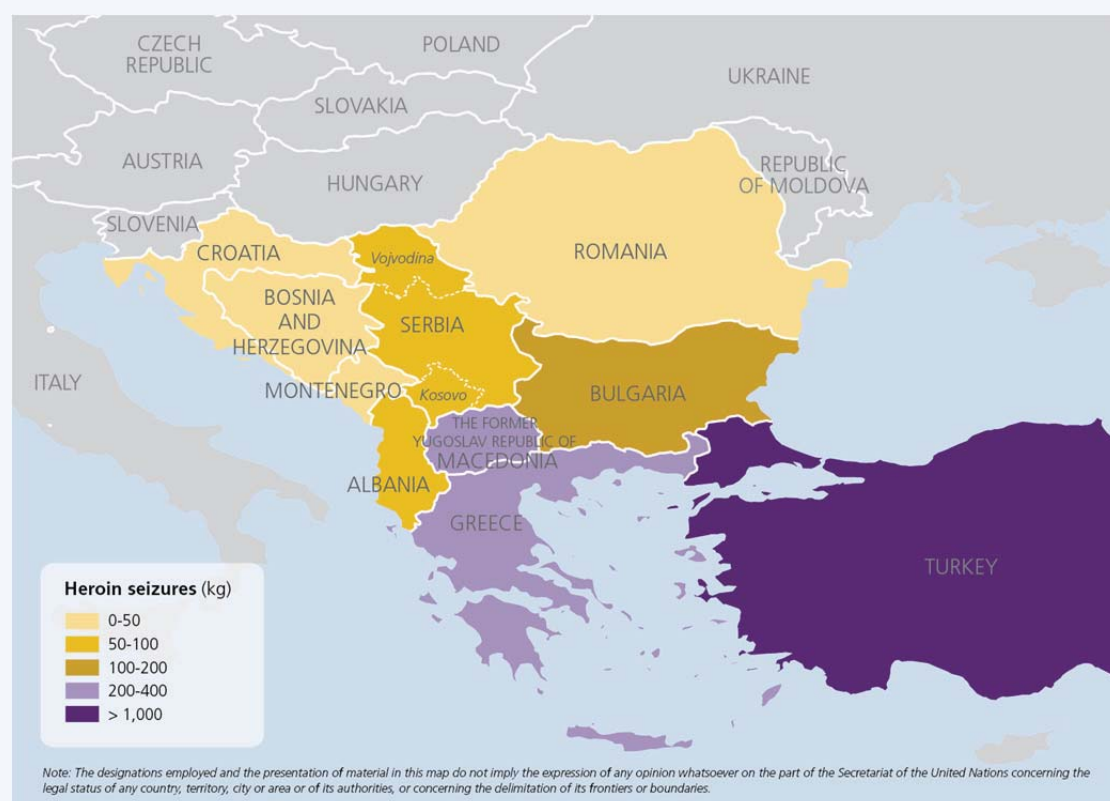 CZECH
REPUBLIC
POLAND
UKRAINE
SLOVAKIA
AUSTRIA
REPUBLIC
OF MOLDOVA
HUNGARY
SLOVENIA
CROATIA
Vojvodina
ROMANIA
BOSNIA
AND
HERZEGOVINA
SERBIA
ITALY
MONTENEGRO
Kosovo
BULGARIA
THE FORMER
YUGOSLAV REPUBLIC OF
MACEDONIA
ALBANIA
GREECE
TURKEY
Heroin seizures (kg)
0-50
50-100
100-200
200-400
> 1,000
Note: The designations employed and the presentation of material in this map do not imply the expression of any opinion whatsoever on the part of the Secretariat of the United Nations concerning the
legal status of any country, territory, city or area or of its authorities, or concerning the delimitation of its frontiers or boundaries.